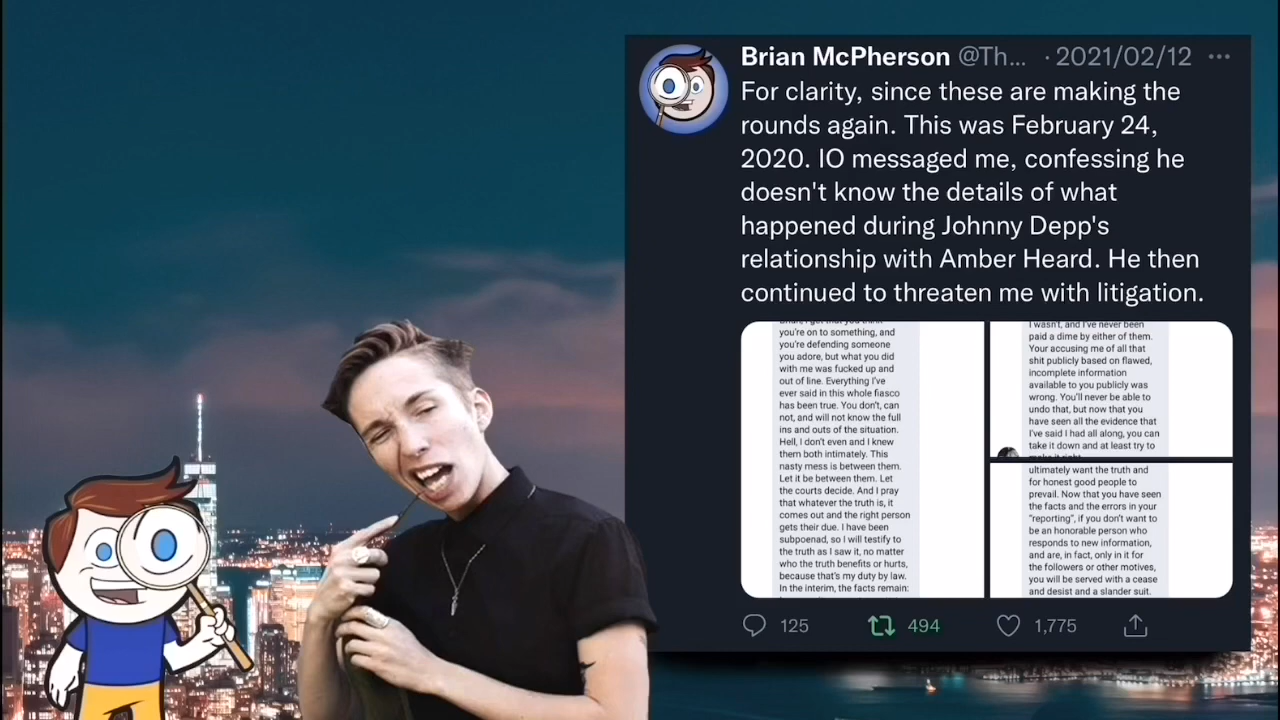 Brian McPherson @Th... · 2021/02/12 ···
For clarity, since these are making the
rounds again. This was February 24,
2020. IO messaged me, confessing he
doesn't know the details of what
happened during Johnny Depp's
relationship with Amber Heard. He then
continued to threaten me with litigation.
you're on to something, and
you're defending someone
you adore, but what you did
with me was fucked up and
out of line. Everything I've
ever said in this whole fiasco
has been true. You don't, can
not, and will not know the full
ins and outs of the situation.
Hell, I don't even and I knew
them both intimately. This
nasty mess is between them.
Let it be between them. Let
the courts decide. And I pray
that whatever the truth is, it
comes out and the right person
gets their due. I have been
subpoenad, so I will testify to
the truth as I saw it, no matter
who the truth benefits or hurts,
because that's my duty by law.
In the interim, the facts remain:
I wasn't, and I've never been
paid a dime by either of them.
Your accusing me of all that
shit publicly based on flawed,
incomplete information
available to you publicly was
wrong. You'll never be able to
undo that, but now that you
have seen all the evidence that
I've said I had all along, you can
take it down and at least try to
make it right
ultimately want the truth and
for honest good people to
prevail. Now that you have seen
the facts and the errors in your
"reporting", if you don't want to
be an honorable person who
responds to new information,
and are, in fact, only in it for
the followers or other motives,
you will be served with a cease
and desist and a slander suit.
125 494 1,775